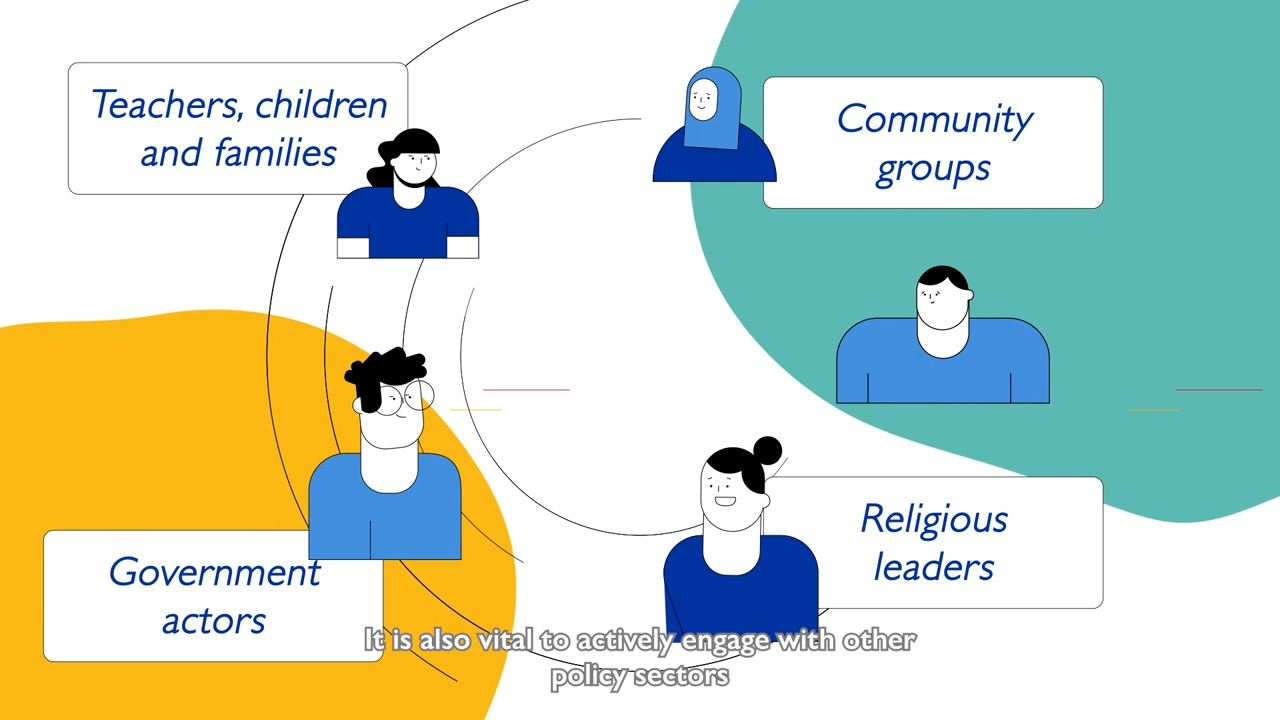 Teachers, children
and families
Community
groups
Government
actors
Religious
leaders
It is also vital to actively engage with other
policy sectors